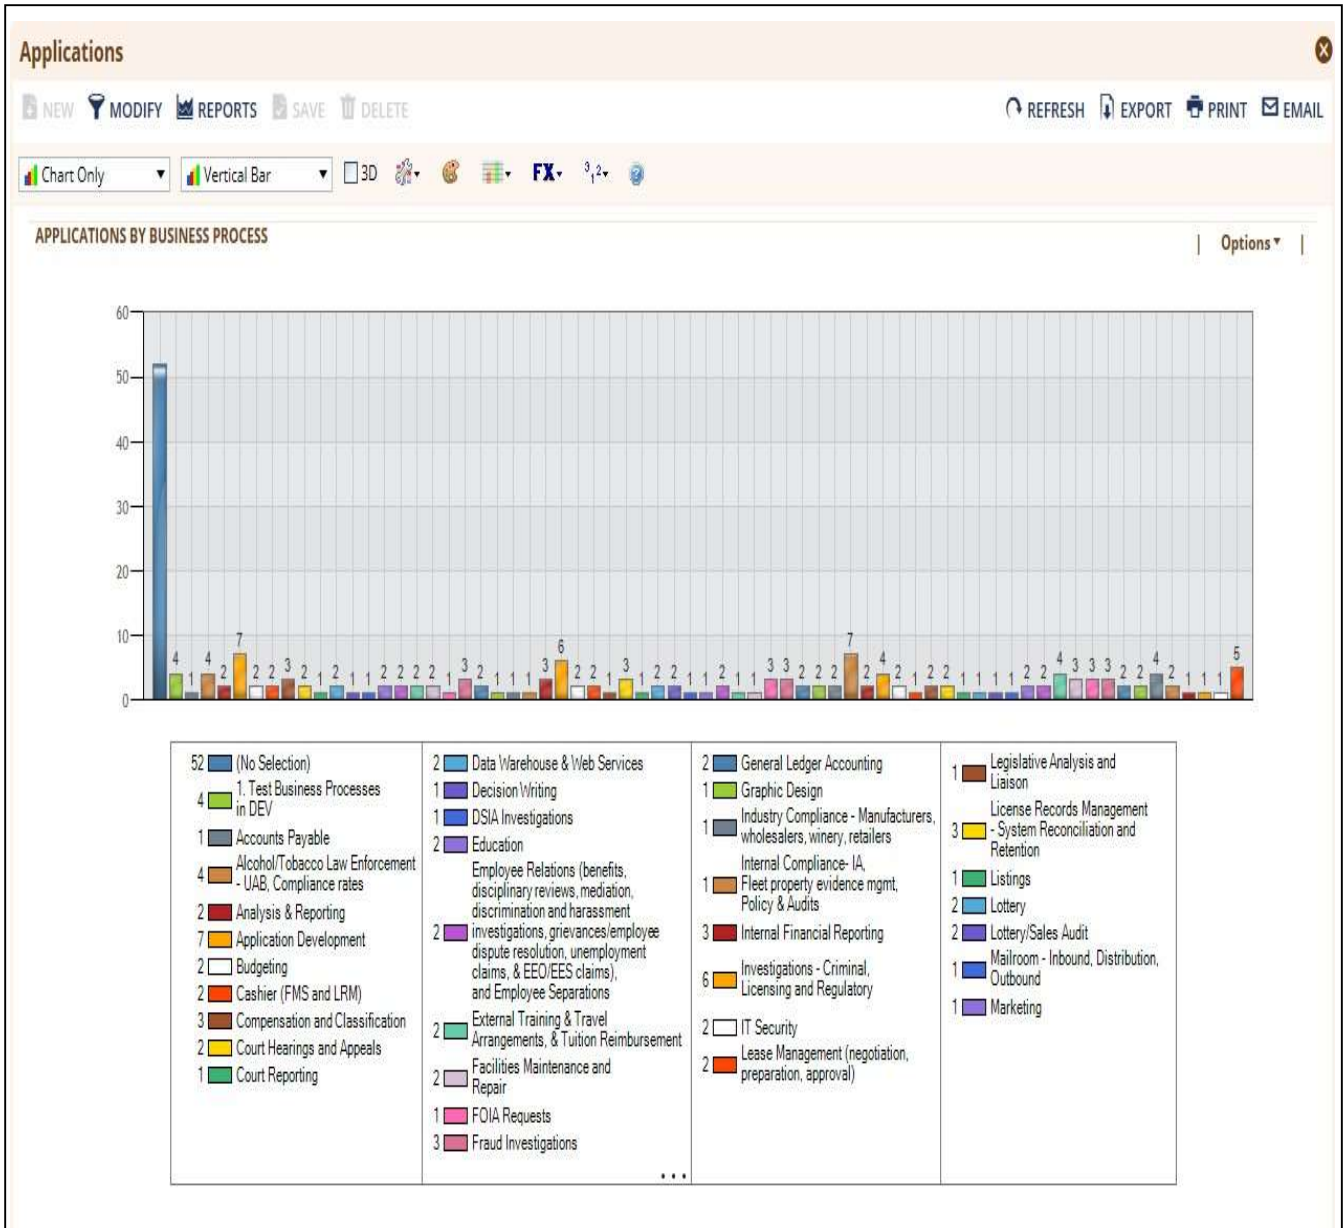 Applications
NEW MODIFY REPORTS SAVE DELETE REFRESH EXPORT PRINT EMAIL
Chart Only Vertical Bar 3D FX 3 1 2
APPLICATIONS BY BUSINESS PROCESS
| Options |
60
50
40
30
20
10
0
4 1 4 2 7 2 2 3 2 1 2 1 1 2 2 2 2 1 3 2 1 1 1 3 6 2 2 1 3 1 2 2 1 1 2 1 1 3 3 2 2 2 7 2 4 2 1 2 2 1 1 1 1 2 2 4 3 3 3 2 2 4 2 1 1 1 5
52 (No Selection)
4 1. Test Business Processes
in DEV
1 Accounts Payable
4 Alcohol/Tobacco Law Enforcement
- UAB, Compliance rates
2 Analysis & Reporting
7 Application Development
2 Budgeting
2 Cashier (FMS and LRM)
3 Compensation and Classification
2 Court Hearings and Appeals
1 Court Reporting
2 Data Warehouse & Web Services
1 Decision Writing
1 DSIA Investigations
2 Education
Employee Relations (benefits,
disciplinary reviews, mediation,
discrimination and harassment
2 investigations, grievances/employee
dispute resolution, unemployment
claims, & EEO/EES claims),
and Employee Separations
2 External Training & Travel
Arrangements, & Tuition Reimbursement
2 Facilities Maintenance and
Repair
1 FOIA Requests
3 Fraud Investigations
...
2 General Ledger Accounting
1 Graphic Design
1 Industry Compliance - Manufacturers,
wholesalers, winery, retailers
Internal Compliance- IA,
1 Fleet property evidence mgmt,
Policy & Audits
3 Internal Financial Reporting
6 Investigations - Criminal,
Licensing and Regulatory
2 IT Security
2 Lease Management (negotiation,
preparation, approval)
1 Legislative Analysis and
Liaison
License Records Management
3 - System Reconciliation and
Retention
1 Listings
2 Lottery
2 Lottery/Sales Audit
1 Mailroom - Inbound, Distribution,
Outbound
1 Marketing